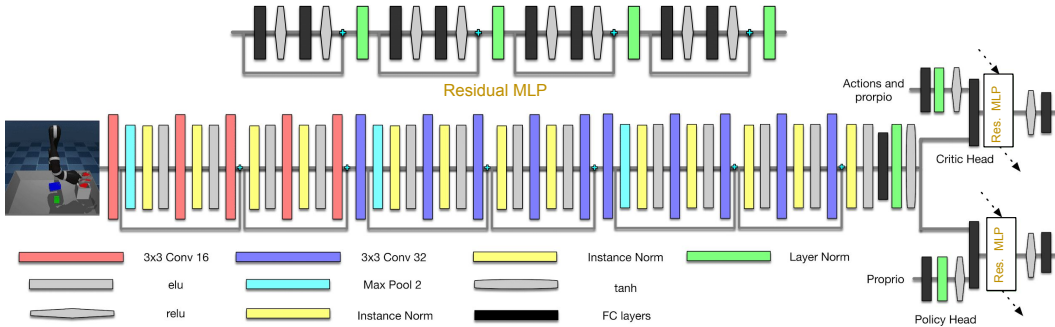 Residual MLP
Actions and
prorpio
Res. MLP
Critic Head
3x3 Conv 16
3x3 Conv 32
Instance Norm
Layer Norm
elu
Max Pool 2
tanh
relu
Instance Norm
FC layers
Proprio
Res. MLP
Policy Head